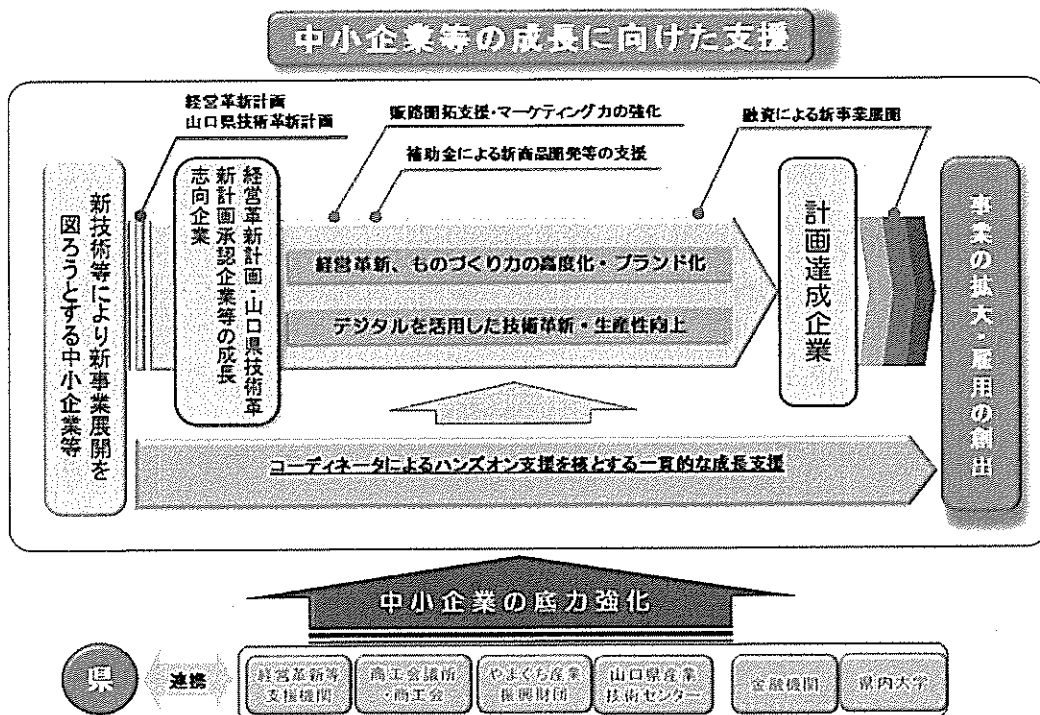 中小企業等の成長に向けた支援
経営革新計画
山口県技術革新計画
販路開拓支援・マーケティング力の強化
補助金による新商品開発等の支援
融資による新事業展開
新技術等により新事業展開を
図ろうとする中小企業等
経営革新計画・山口県技術革
新計画承認企業等の成長
志向企業
経営革新、ものづくり力の高度化・ブランド化
デジタルを活用した技術革新・生産性向上
計画達成企業
事業の拡大・雇用の創出
コーディネータによるハンズオン支援を核とする一貫的な成長支援
中小企業の底力強化
県
連携
経営革新等
支援機関
商工会議所
・商工会
やまぐち産業
振興財団
山口県産業
技術センター
金融機関
県内大学